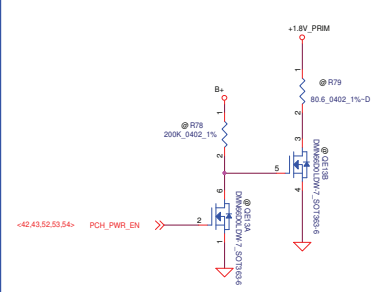 +1.8V_PRIM
1
@ R79
80.6_0402_1%~D
2
B+
1
@ R78
200K_0402_1%
2
3
5
4
@ QE13B
DMN66D0LDW-7_SOT363-6
6
<42,43,52,53,54> PCH_PWR_EN
2
1
@ QE13A
DMN66D0LDW-7_SOT363-6